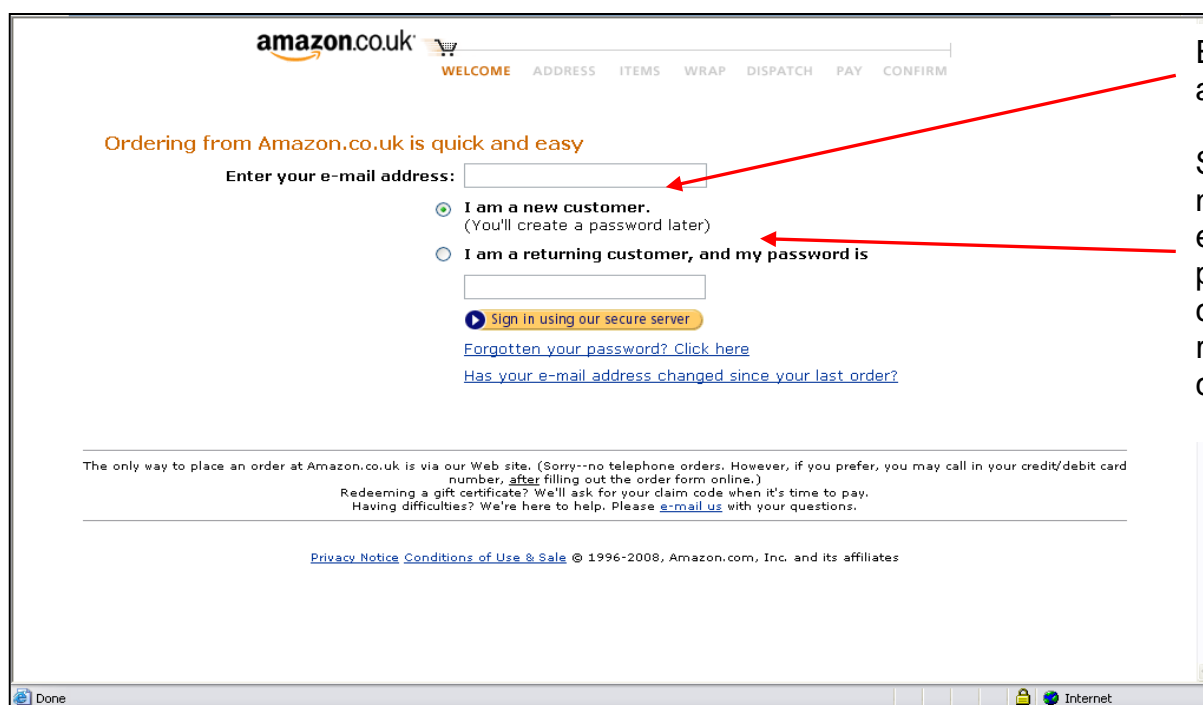 amazon.co.uk
WELCOME ADDRESS ITEMS WRAP DISPATCH PAY CONFIRM
Ordering from Amazon.co.uk is quick and easy
Enter your e-mail address:
I am a new customer.
(You'll create a password later)
I am a returning customer, and my password is
Sign in using our secure server
Forgotten your password? Click here
Has your e-mail address changed since your last order?
The only way to place an order at Amazon.co.uk is via our Web site. (Sorry--no telephone orders. However, if you prefer, you may call in your credit/debit card
number, after filling out the order form online.)
Redeeming a gift certificate? We'll ask for your claim code when it's time to pay.
Having difficulties? We're here to help. Please e-mail us with your questions.
Privacy Notice Conditions of Use & Sale © 1996-2008, Amazon.com, Inc. and its affiliates
Done Internet